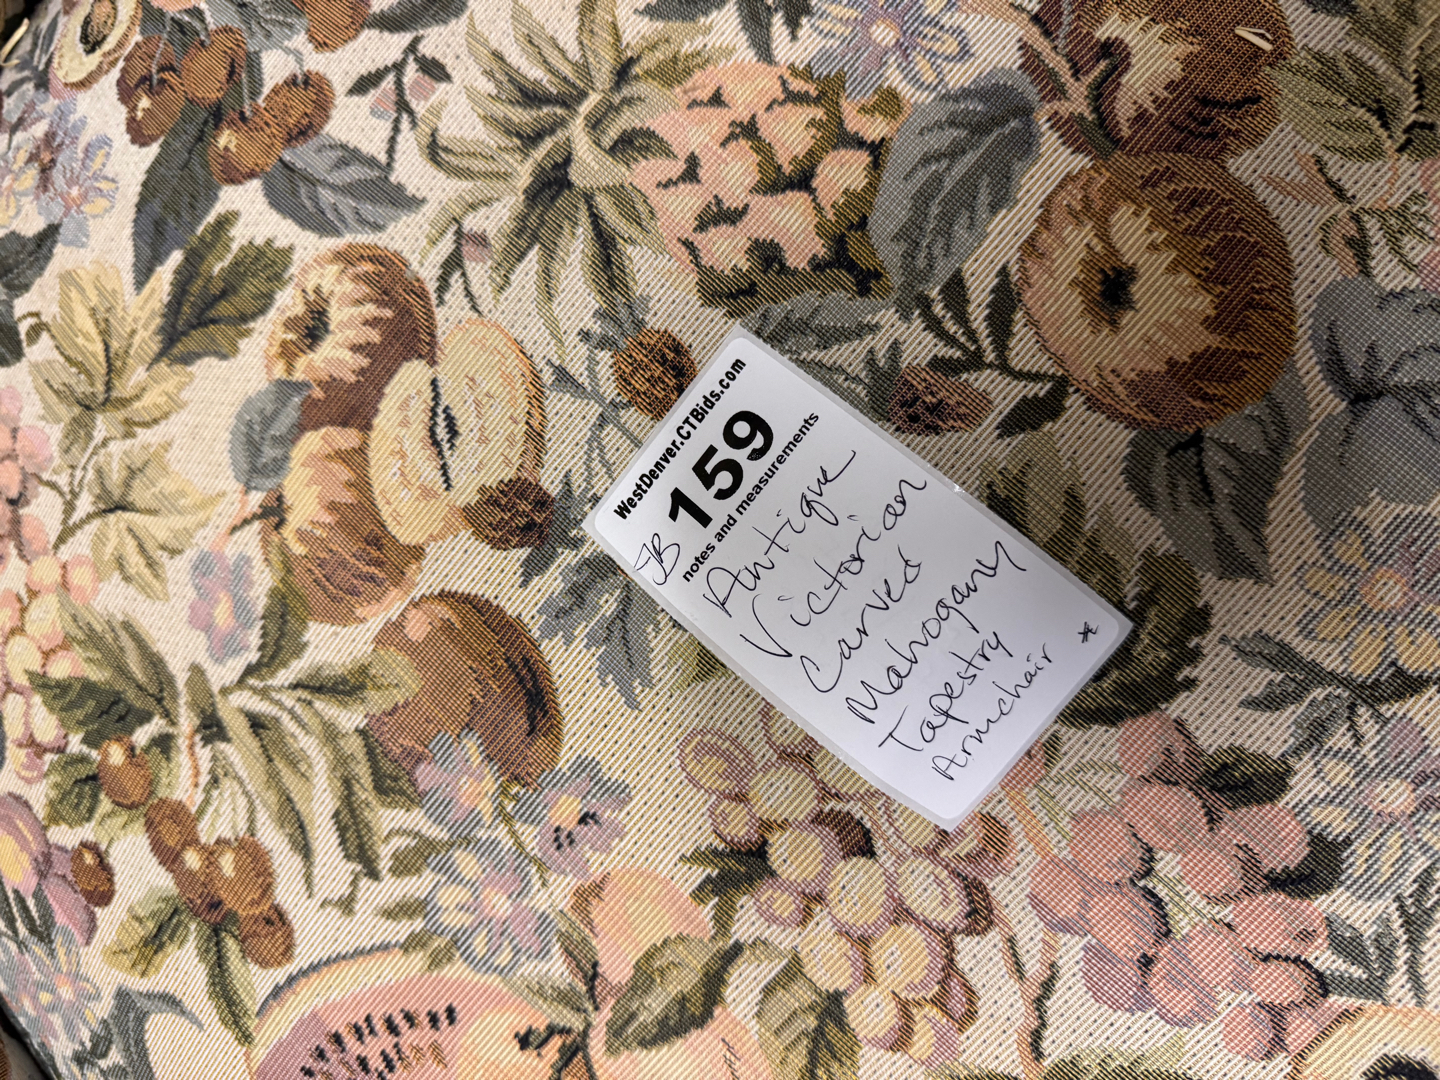 WestDenver.CTBids.com
159
notes and measurements
JB
Antique
Victorian
Carved
Mahogany
Tapestry
Armchair *